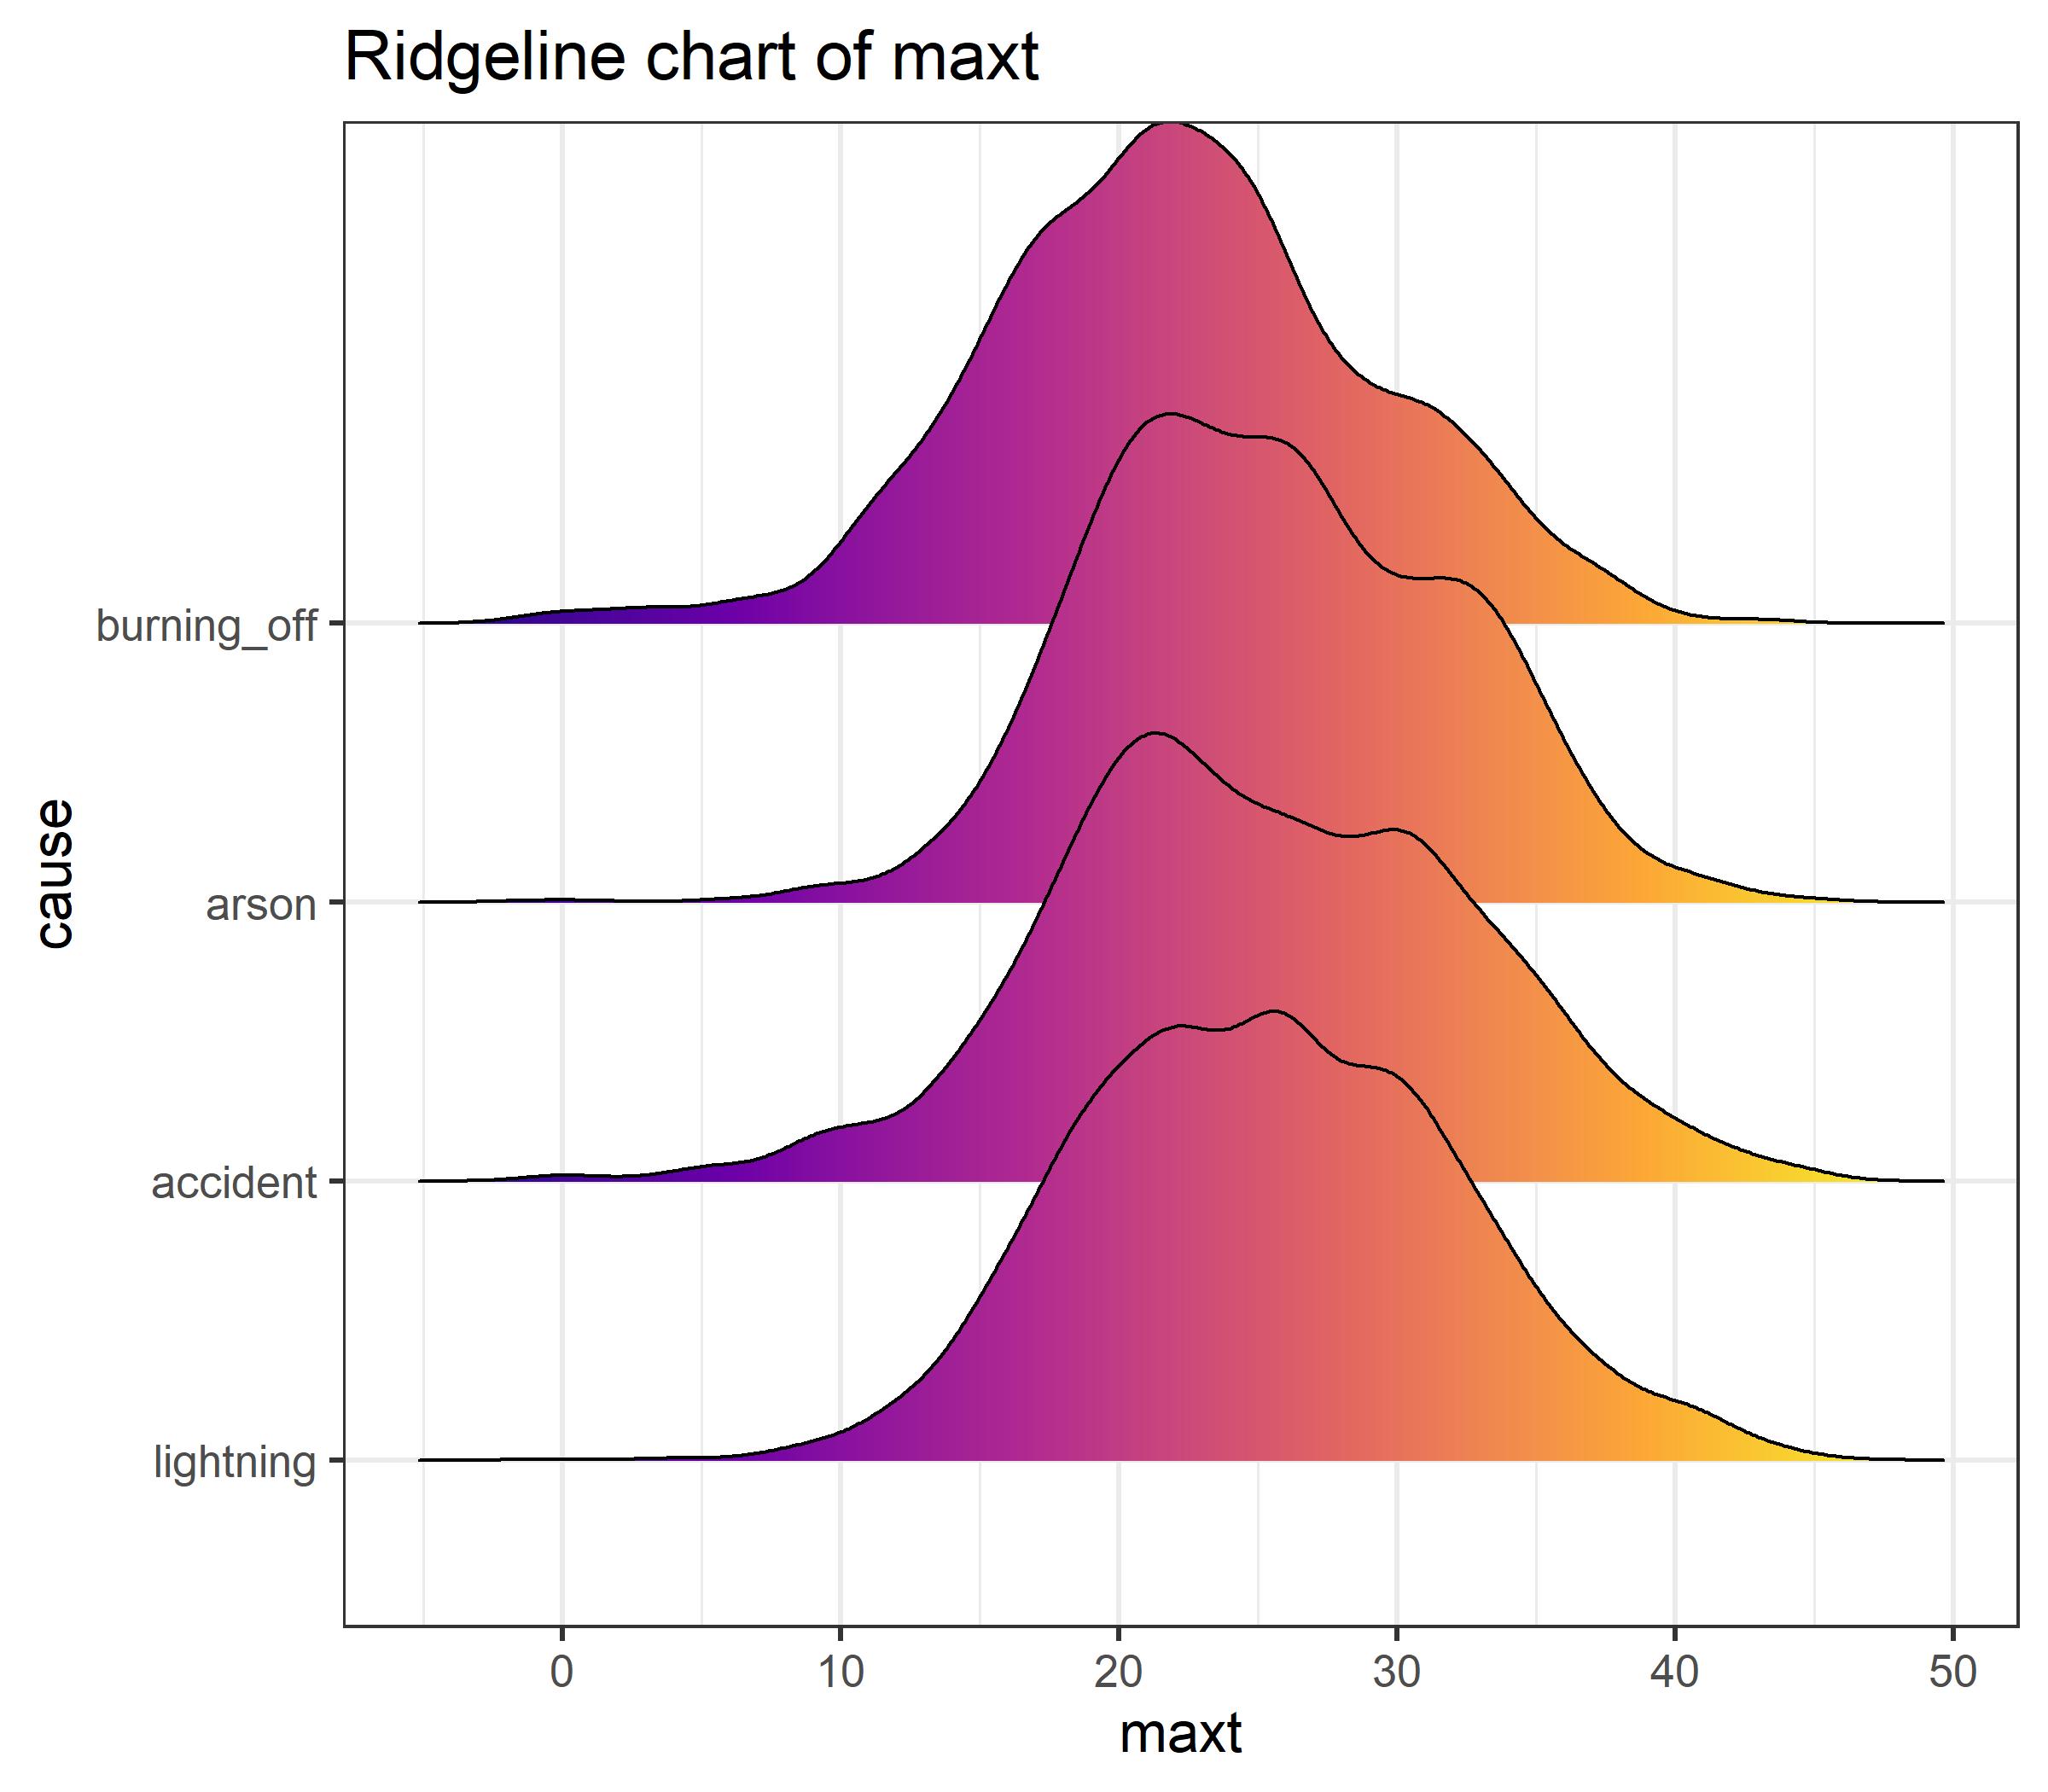 Ridgeline chart of maxt
cause
burning_off
arson
accident
lightning
0 10 20 30 40 50
maxt